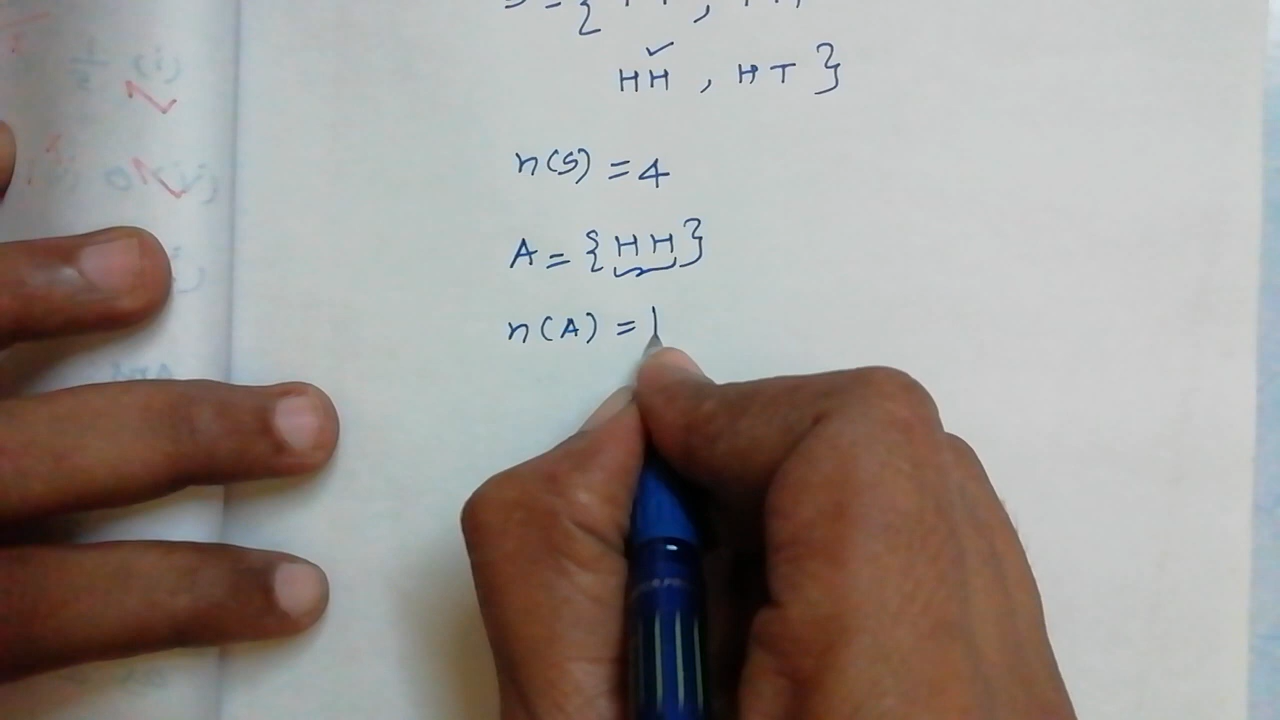 HH , HT }
n(S) = 4
A = {HH}
n(A) = 1